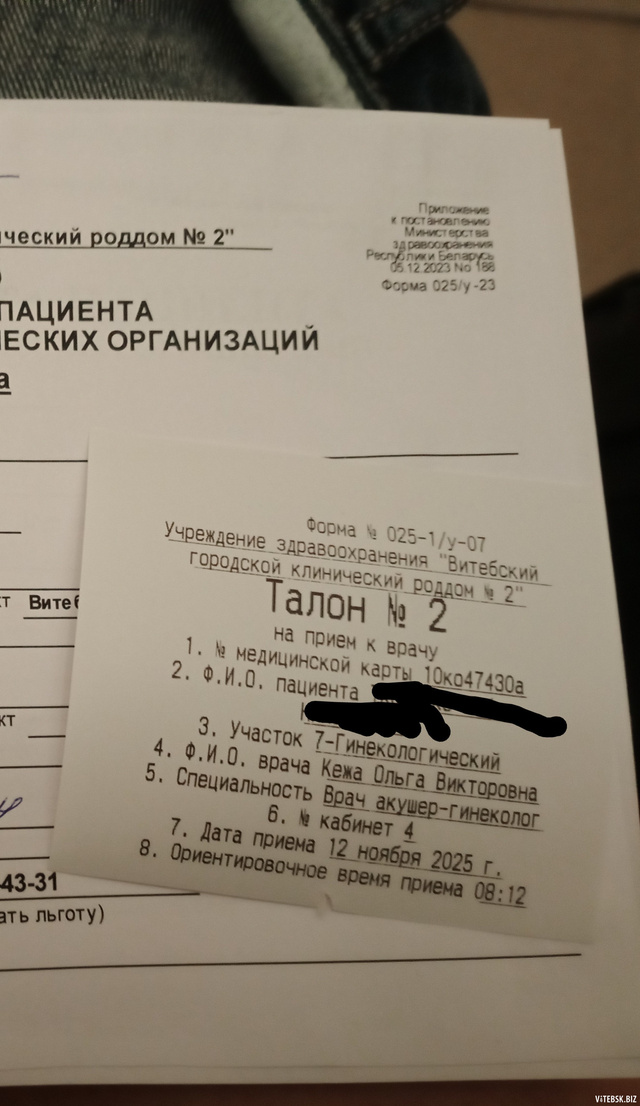 ческий роддом № 2"
Приложение
к постановлению
Министерства
здравоохранения
Республики Беларусь
05.12.2023 No 188
Форма 025/у-23
ПАЦИЕНТА
ЕСКИХ ОРГАНИЗАЦИЙ
а
Форма № 025-1/у-07
Учреждение здравоохранения "Витебский
городской клинический роддом № 2"
Талон № 2
на прием к врачу
1. № медицинской карты 10ко47430а
2. Ф.И.О. пациента
3. Участок 7-Гинекологический
4. Ф.И.О. врача Кежа Ольга Викторовна
5. Специальность Врач акушер-гинеколог
6. № кабинет 4
7. Дата приема 12 ноября 2025 г.
8. Ориентировочное время приема 08:12
кт Витеб
кт
43-31
ать льготу)
ViTEBSK.BIZ